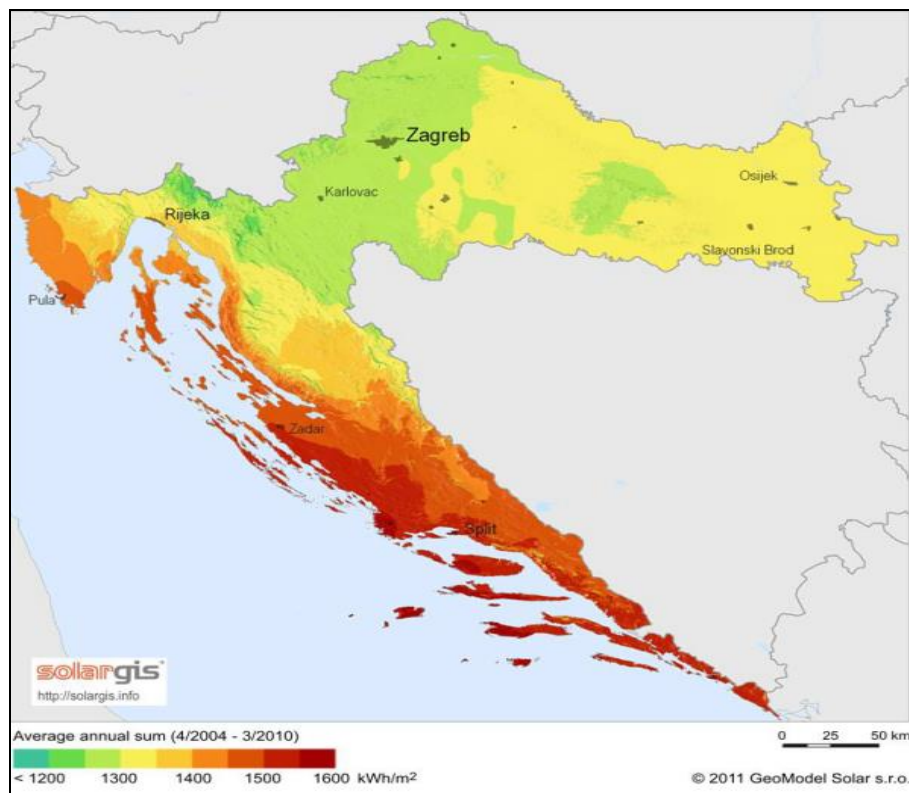 Zagreb
Karlovac
Osijek
Rijeka
Slavonski Brod
Pula
Zadar
Split
solargis
http://solargis.info
Average annual sum (4/2004 - 3/2010)
0 25 50 km
< 1200 1300 1400 1500 1600 kWh/m²
© 2011 GeoModel Solar s.r.o.